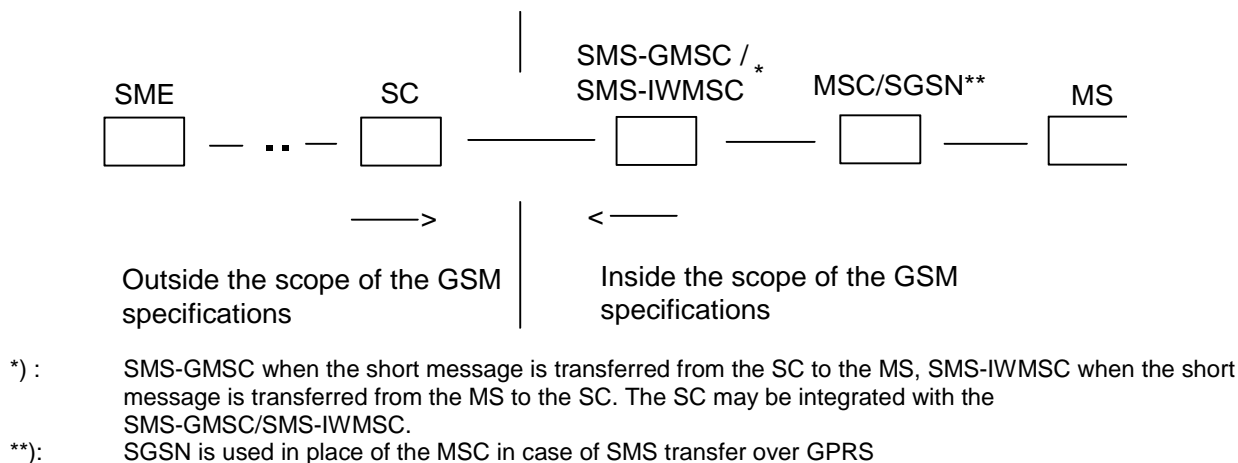 SMS-GMSC /
SMS-IWMSC *
SME SC MSC/SGSN** MS
> <
Outside the scope of the GSM
specifications
Inside the scope of the GSM
specifications
*) : SMS-GMSC when the short message is transferred from the SC to the MS, SMS-IWMSC when the short
message is transferred from the MS to the SC. The SC may be integrated with the
SMS-GMSC/SMS-IWMSC.
**): SGSN is used in place of the MSC in case of SMS transfer over GPRS